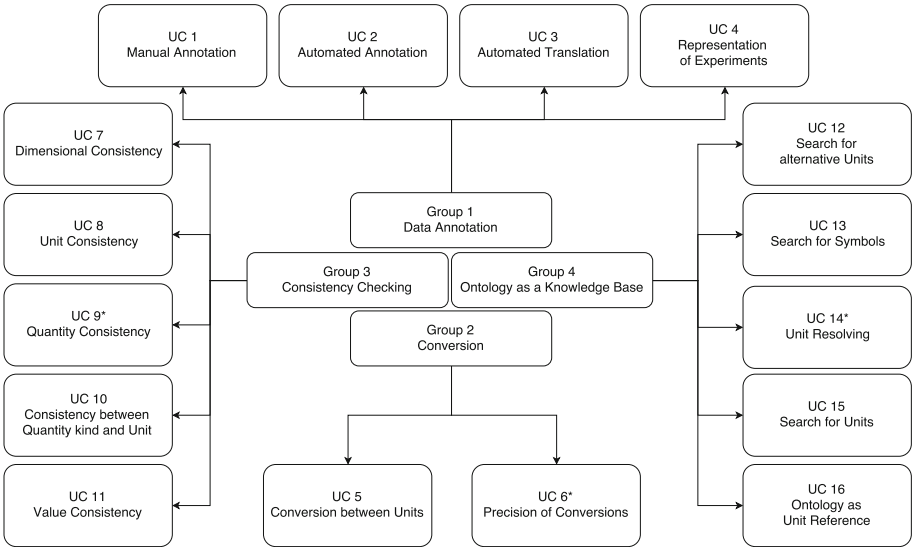 UC 1
Manual Annotation
UC 2
Automated Annotation
UC 3
Automated Translation
UC 4
Representation
of Experiments
UC 7
Dimensional Consistency
UC 8
Unit Consistency
UC 9*
Quantity Consistency
UC 10
Consistency between
Quantity kind and Unit
UC 11
Value Consistency
Group 1
Data Annotation
Group 3
Consistency Checking
Group 4
Ontology as a Knowledge Base
Group 2
Conversion
UC 5
Conversion between Units
UC 6*
Precision of Conversions
UC 12
Search for
alternative Units
UC 13
Search for Symbols
UC 14*
Unit Resolving
UC 15
Search for Units
UC 16
Ontology as
Unit Reference